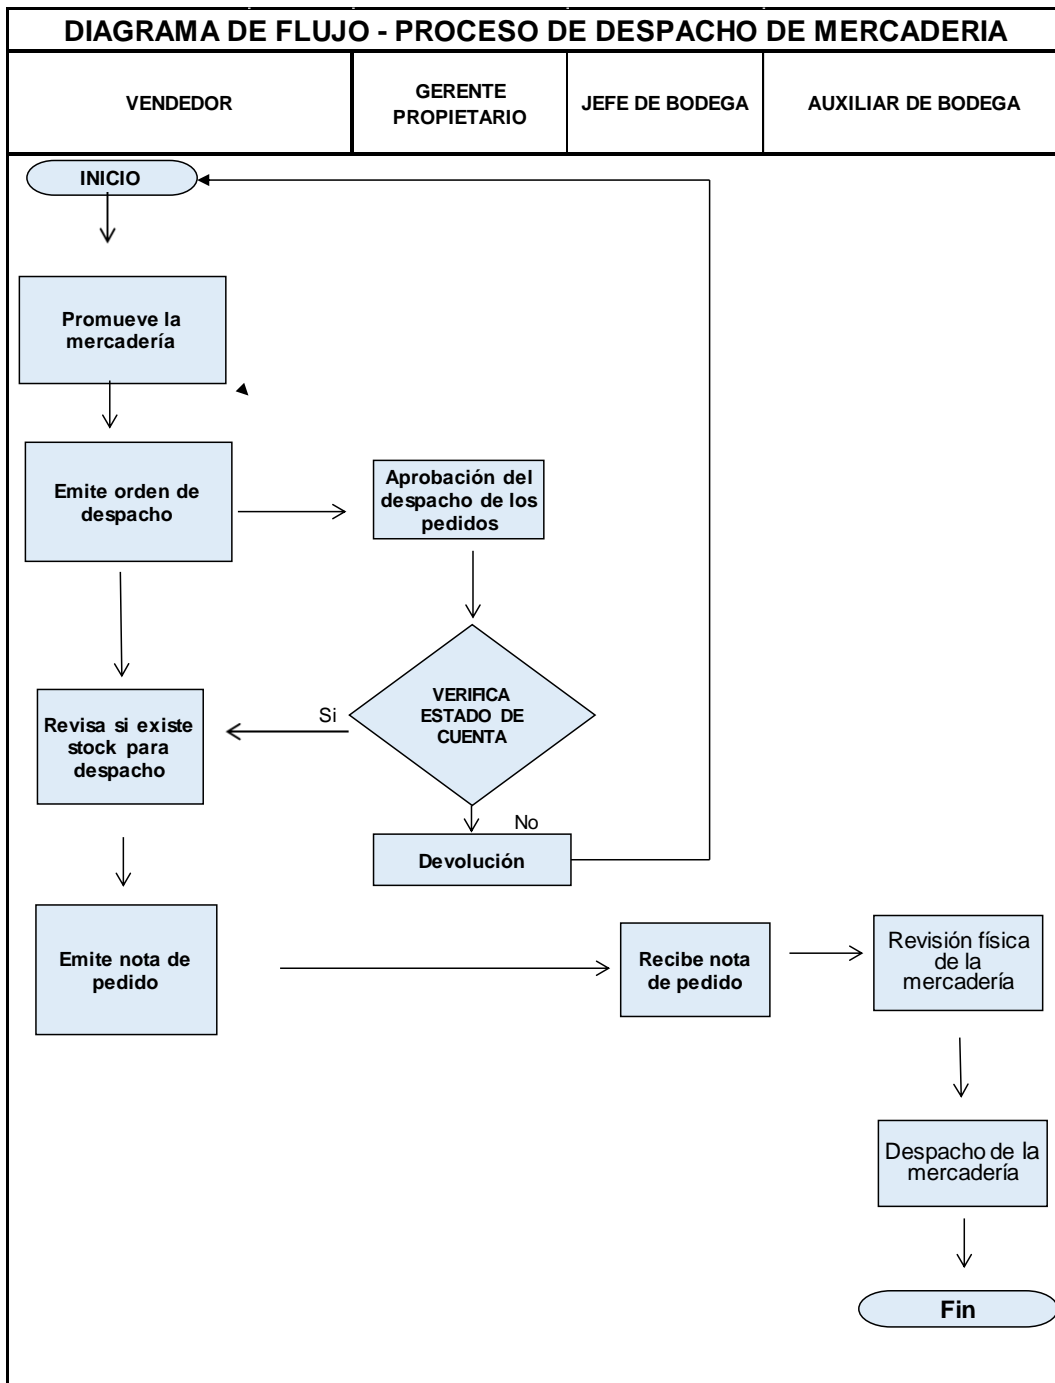 DIAGRAMA DE FLUJO - PROCESO DE DESPACHO DE MERCADERIA
VENDEDOR
GERENTE
PROPIETARIO
JEFE DE BODEGA
AUXILIAR DE BODEGA
INICIO
Promueve la
mercadería
Emite orden de
despacho
Aprobación del
despacho de los
pedidos
VERIFICA
ESTADO DE
CUENTA
Si
Revisa si existe
stock para
despacho
No
Devolución
Emite nota de
pedido
Recibe nota
de pedido
Revisión física
de la
mercadería
Despacho de la
mercadería
Fin